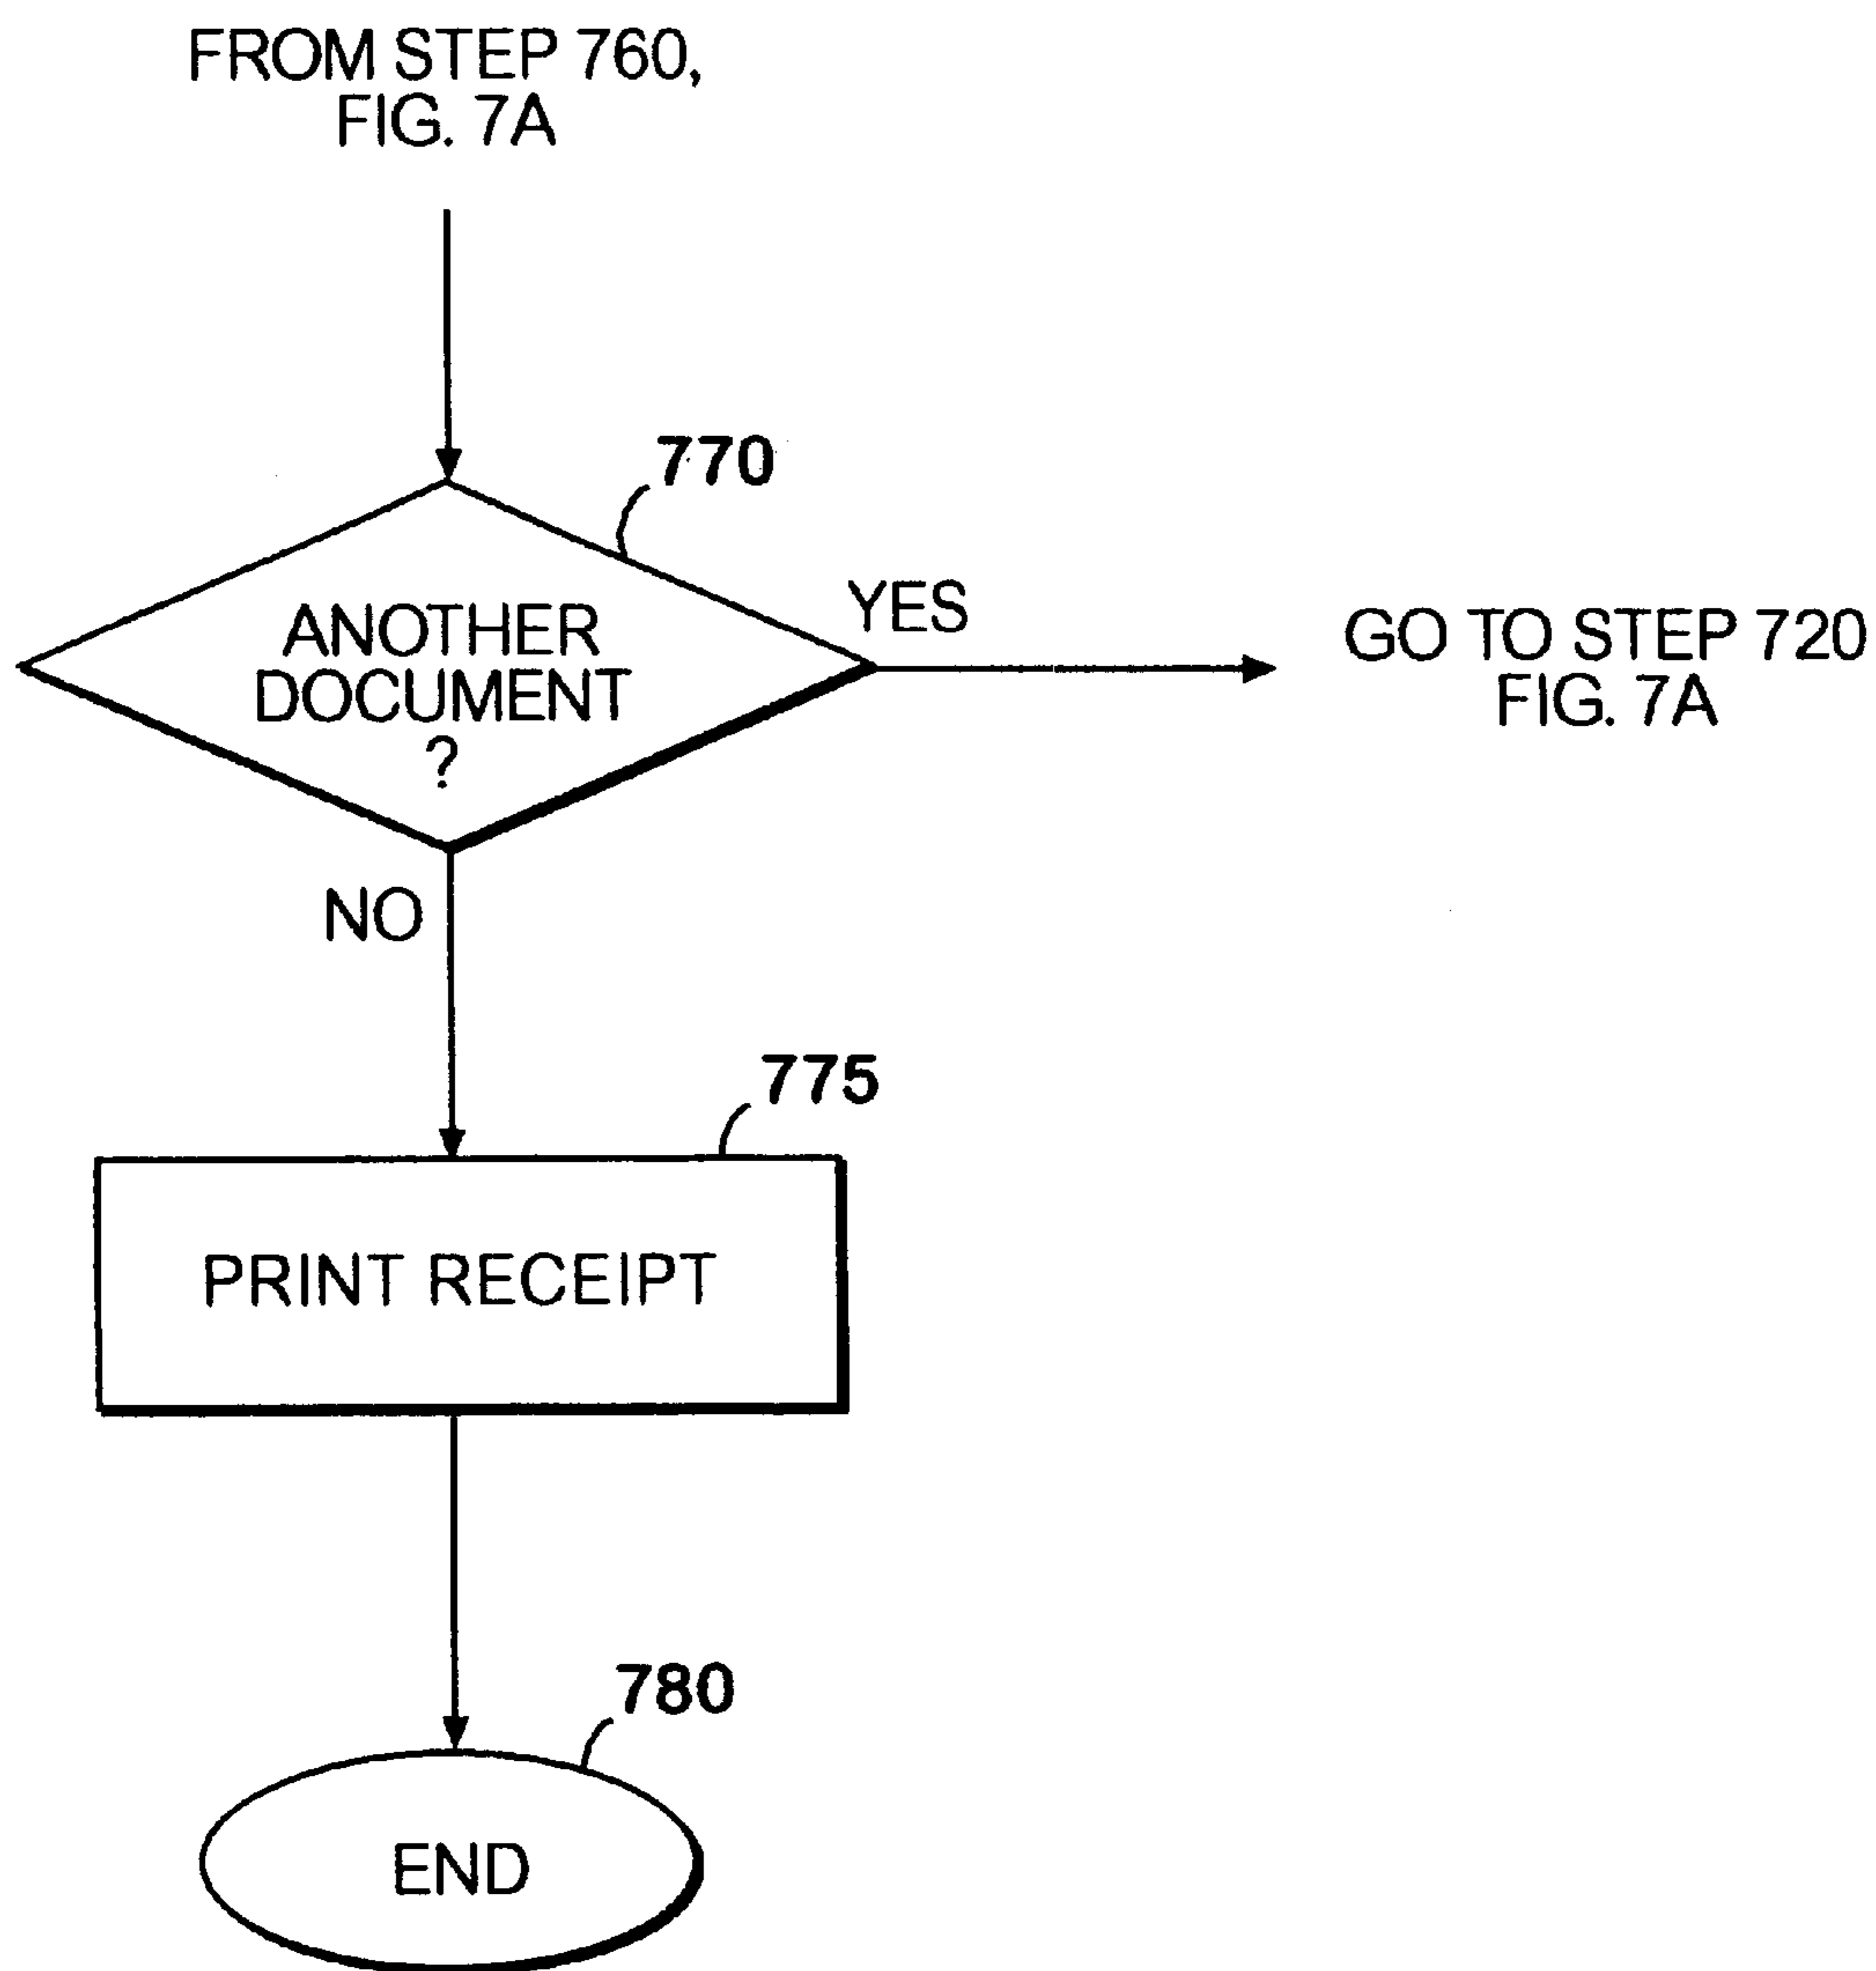 FROM STEP 760,
FIG. 7A
770
ANOTHER
DOCUMENT
?
YES
GO TO STEP 720
FIG. 7A
NO
775
PRINT RECEIPT
780
END